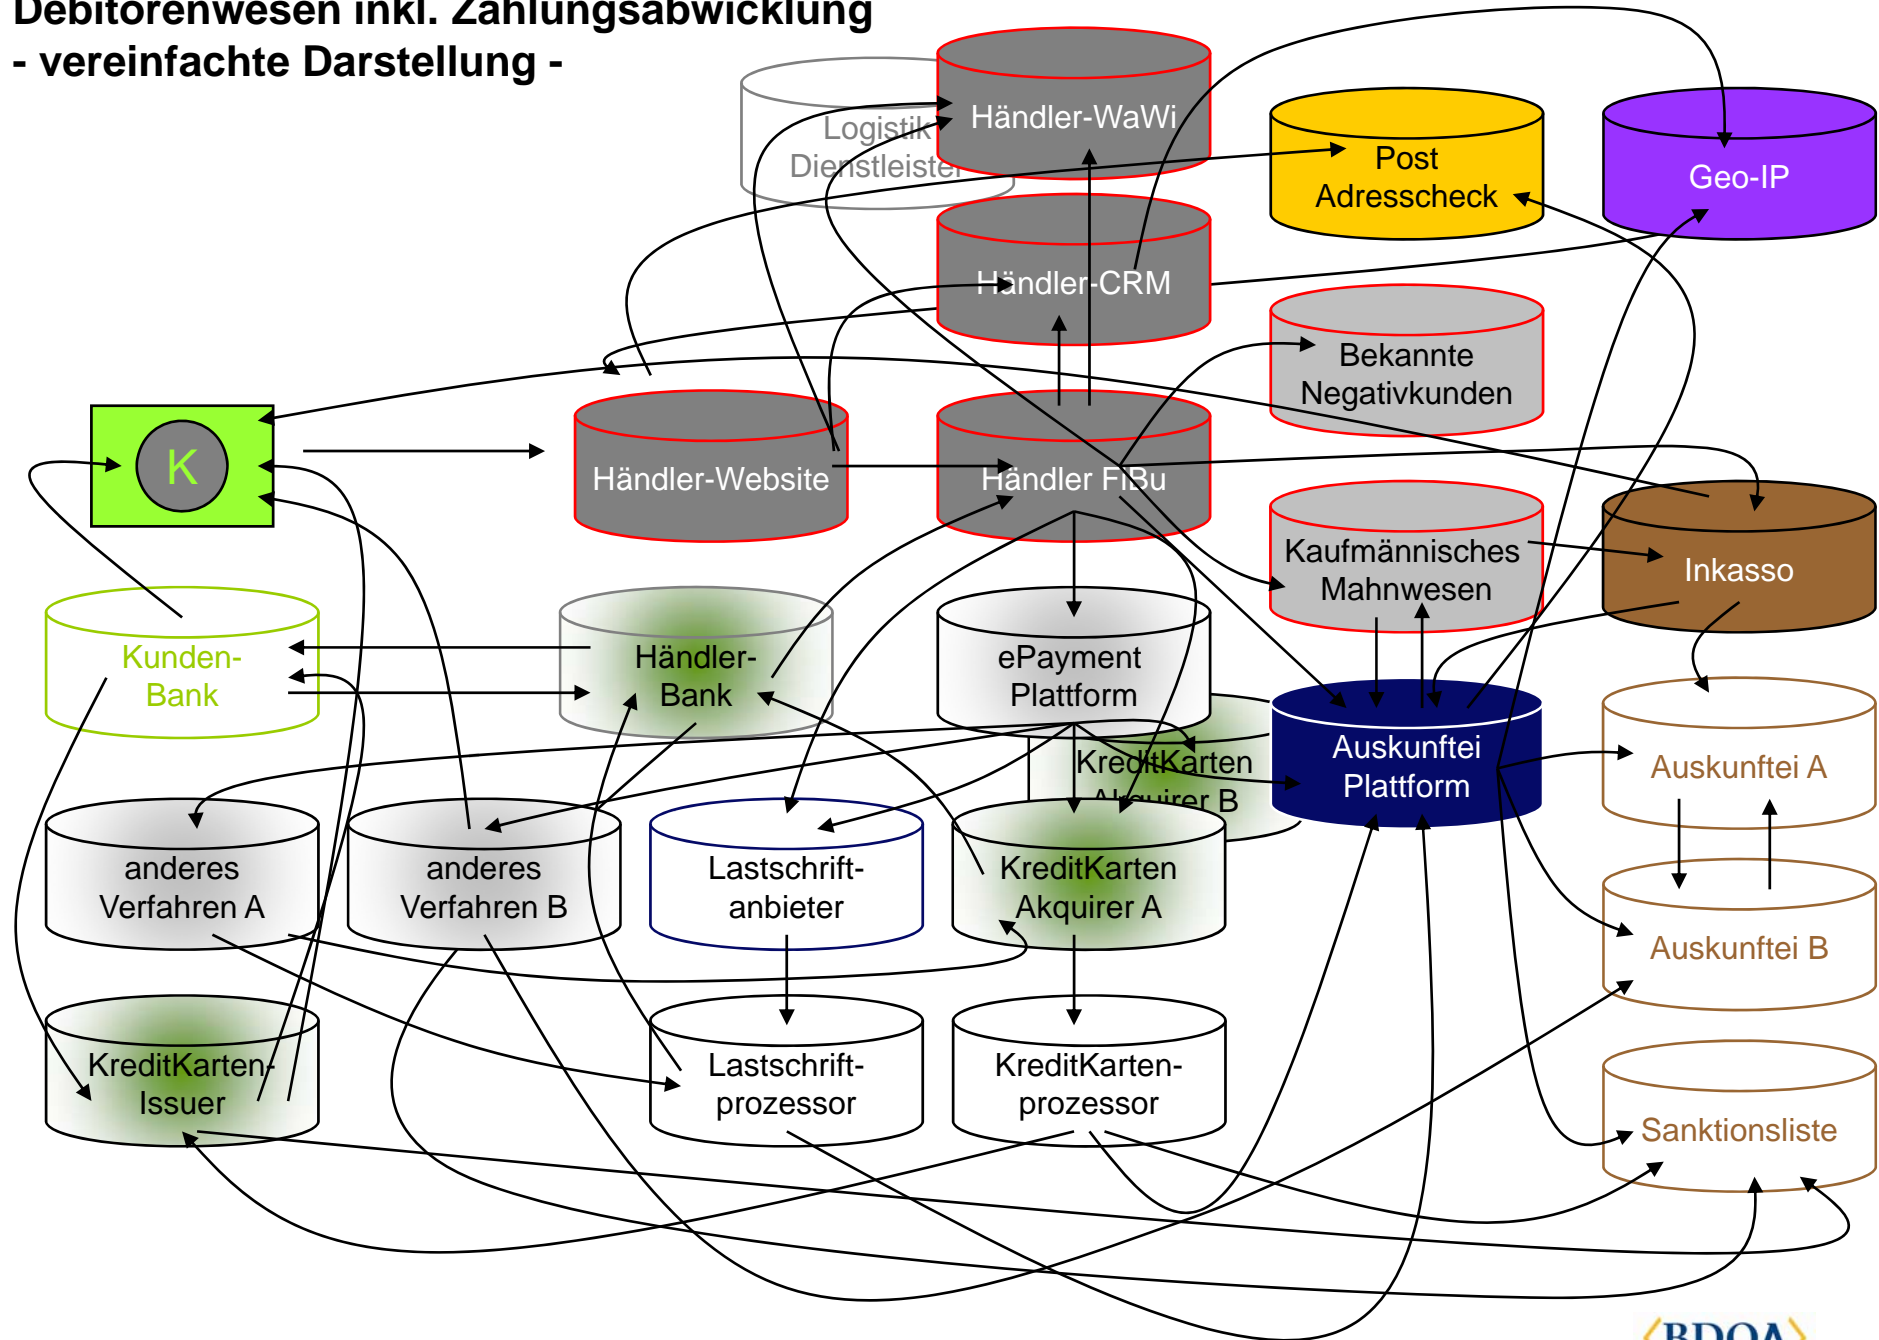 Debitorenwesen inkl. Zahlungsabwicklung
- vereinfachte Darstellung -
Logistik
Dienstleister
Händler-WaWi
Post
Adresscheck
Geo-IP
Händler-CRM
Bekannte
Negativkunden
K
Händler-Website
Händler FiBu
Kaufmännisches
Mahnwesen
Inkasso
Kunden-
Bank
Händler-
Bank
ePayment
Plattform
KreditKarten
Akquirer B
Auskunftei
Plattform
Auskunftei A
anderes
Verfahren A
anderes
Verfahren B
Lastschrift-
anbieter
KreditKarten
Akquirer A
Auskunftei B
KreditKarten-
Issuer
Lastschrift-
prozessor
KreditKarten-
prozessor
Sanktionsliste
BDOA